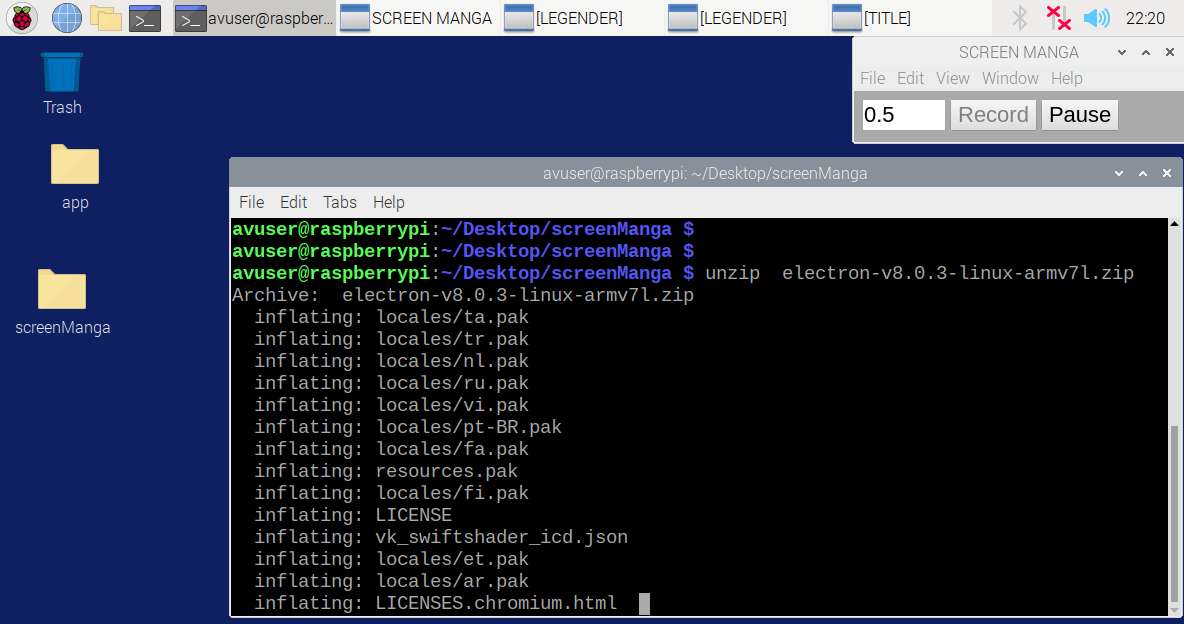 avuser@raspber... SCREEN MANGA [LEGENDER] [LEGENDER] [TITLE] 22:20
Trash
app
screenManga
SCREEN MANGA
File Edit View Window Help
0.5 Record Pause
avuser@raspberrypi: ~/Desktop/screenManga
File Edit Tabs Help
avuser@raspberrypi:~/Desktop/screenManga $
avuser@raspberrypi:~/Desktop/screenManga $
avuser@raspberrypi:~/Desktop/screenManga $ unzip  electron-v8.0.3-linux-armv7l.zip
Archive:  electron-v8.0.3-linux-armv7l.zip
  inflating: locales/ta.pak
  inflating: locales/tr.pak
  inflating: locales/nl.pak
  inflating: locales/ru.pak
  inflating: locales/vi.pak
  inflating: locales/pt-BR.pak
  inflating: locales/fa.pak
  inflating: resources.pak
  inflating: locales/fi.pak
  inflating: LICENSE
  inflating: vk_swiftshader_icd.json
  inflating: locales/et.pak
  inflating: locales/ar.pak
  inflating: LICENSES.chromium.html